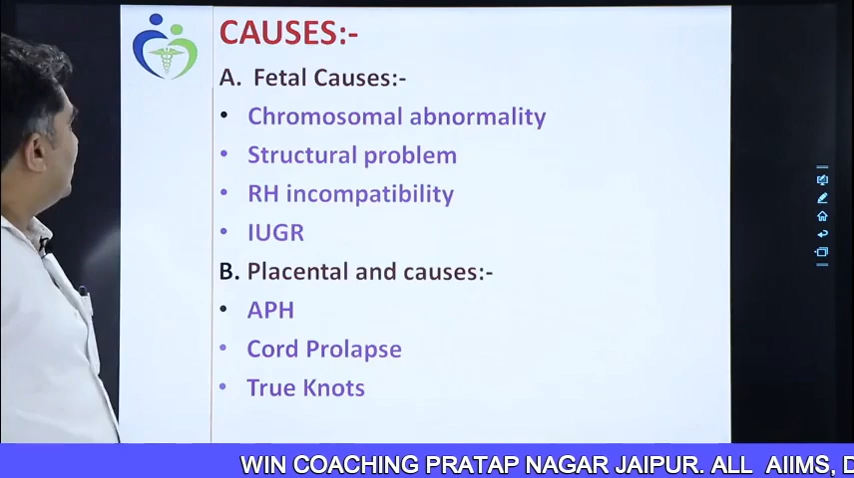 CAUSES:-
A. Fetal Causes:-
• Chromosomal abnormality
• Structural problem
• RH incompatibility
• IUGR
B. Placental and causes:-
• APH
• Cord Prolapse
• True Knots
WIN COACHING PRATAP NAGAR JAIPUR. ALL AIIMS, D